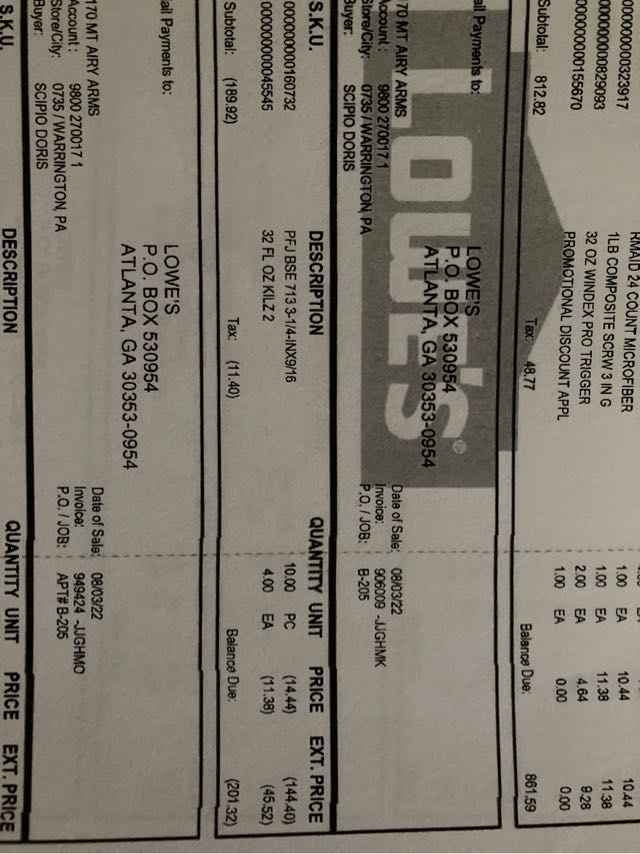 RMAID 24 COUNT MICROFIBER 1.00 EA 10.44 10.44
000000000323917 1LB COMPOSITE SCRW 3 IN G 1.00 EA 11.38 11.38
000000000829093 32 OZ WINDEX PRO TRIGGER 2.00 EA 4.64 9.28
000000000155670 PROMOTIONAL DISCOUNT APPL 1.00 EA 0.00 0.00
Subtotal: 812.82 Tax: 48.77 Balance Due: 861.59
LOWE'S®
ail Payments to: LOWE'S
P.O. BOX 530954
ATLANTA, GA 30353-0954
170 MT AIRY ARMS Date of Sale: 08/03/22
Account: 9800 270017 1 Invoice: 906009 -JJGHMK
Store/City: 0735 / WARRINGTON, PA P.O. / JOB: B-205
Buyer: SCIPIO DORIS
S.K.U. DESCRIPTION QUANTITY UNIT PRICE EXT. PRICE
000000000160732 PFJ BSE 713 3-1/4-INX9/16 10.00 PC (14.44) (144.40)
000000000045545 32 FL OZ KILZ 2 4.00 EA (11.38) (45.52)
Subtotal: (189.92) Tax: (11.40) Balance Due: (201.32)
ail Payments to: LOWE'S
P.O. BOX 530954
ATLANTA, GA 30353-0954
170 MT AIRY ARMS Date of Sale: 08/03/22
Account: 9800 270017 1 Invoice: 949424 -JJGHMO
Store/City: 0735 / WARRINGTON, PA P.O. / JOB: APT# B-205
Buyer: SCIPIO DORIS
S.K.U. DESCRIPTION QUANTITY UNIT PRICE EXT. PRICE